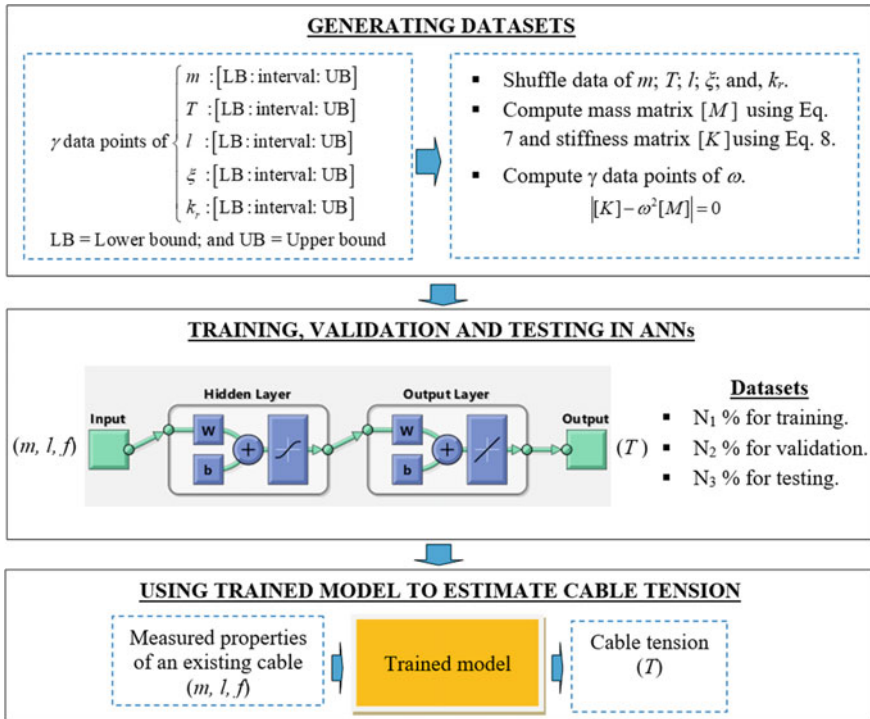 GENERATING DATASETS
γ data points of
m : [LB: interval: UB]
T : [LB: interval: UB]
l : [LB: interval: UB]
ξ : [LB: interval: UB]
k_r : [LB: interval: UB]
LB = Lower bound; and UB = Upper bound
▪ Shuffle data of m; T; l; ξ; and, k_r.
▪ Compute mass matrix [M] using Eq.
7 and stiffness matrix [K] using Eq. 8.
▪ Compute γ data points of ω.
|[K]−ω²[M]|=0
TRAINING, VALIDATION AND TESTING IN ANNs
Hidden Layer
Output Layer
Input
Output
(m, l, f)
W
b
+
W
b
+
(T)
Datasets
▪ N₁ % for training.
▪ N₂ % for validation.
▪ N₃ % for testing.
USING TRAINED MODEL TO ESTIMATE CABLE TENSION
Measured properties
of an existing cable
(m, l, f)
Trained model
Cable tension
(T)